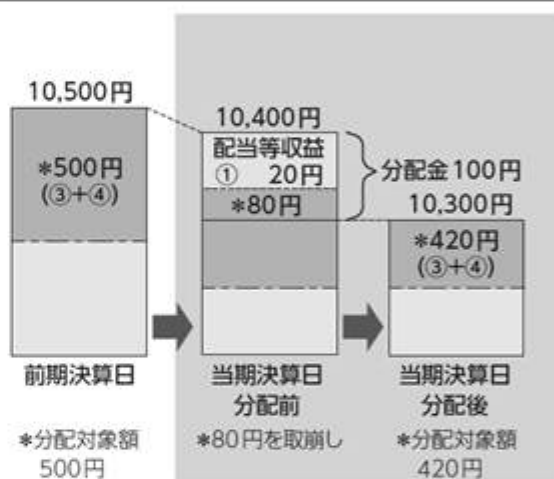 10,500円
*500円
(③+④)
前期決算日
*分配対象額
500円
10,400円
配当等収益
① 20円
*80円
分配金100円
当期決算日
分配前
*80円を取崩し
10,300円
*420円
(③+④)
当期決算日
分配後
*分配対象額
420円